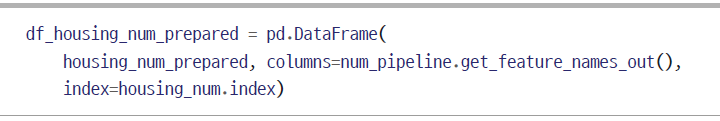 df_housing_num_prepared = pd.DataFrame(
    housing_num_prepared, columns=num_pipeline.get_feature_names_out(),
    index=housing_num.index)